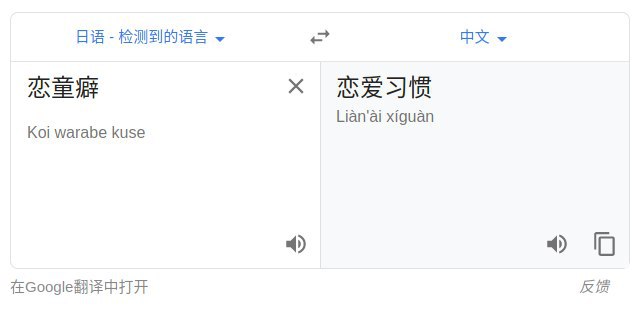 日语 - 检测到的语言
中文
恋童癖
Koi warabe kuse
恋爱习惯
Liàn'ài xíguàn
在Google翻译中打开
反馈